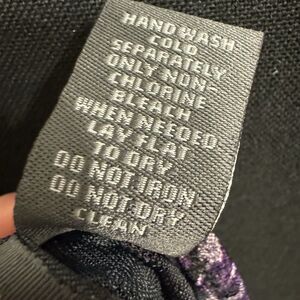 HAND WASH
COLD
SEPARATELY
ONLY NON-
CHLORINE
BLEACH
WHEN NEEDED
LAY FLAT
TO DRY
DO NOT IRON
DO NOT DRY
CLEAN